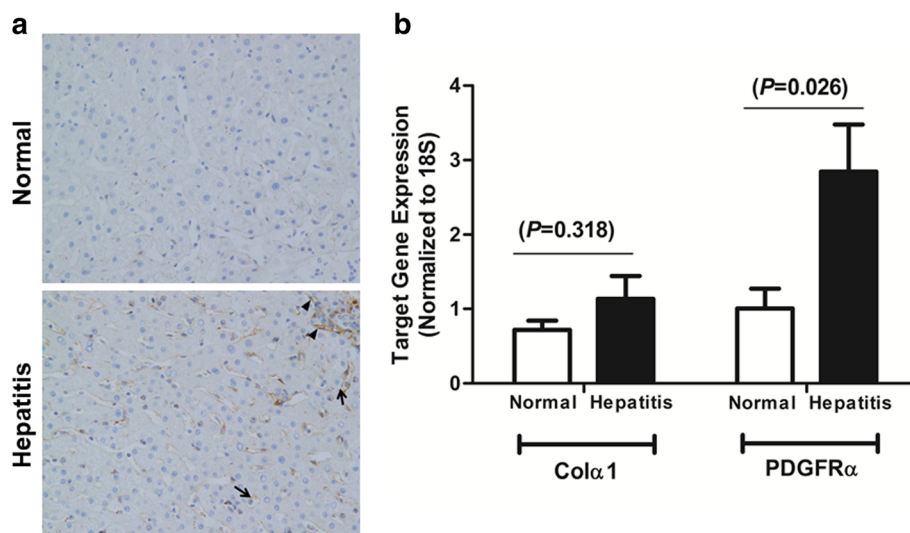 a
Normal
Hepatitis
b
Target Gene Expression
(Normalized to 18S)
4
3
2
1
0
(P=0.318)
(P=0.026)
Normal Hepatitis
Normal Hepatitis
Colα1
PDGFRα